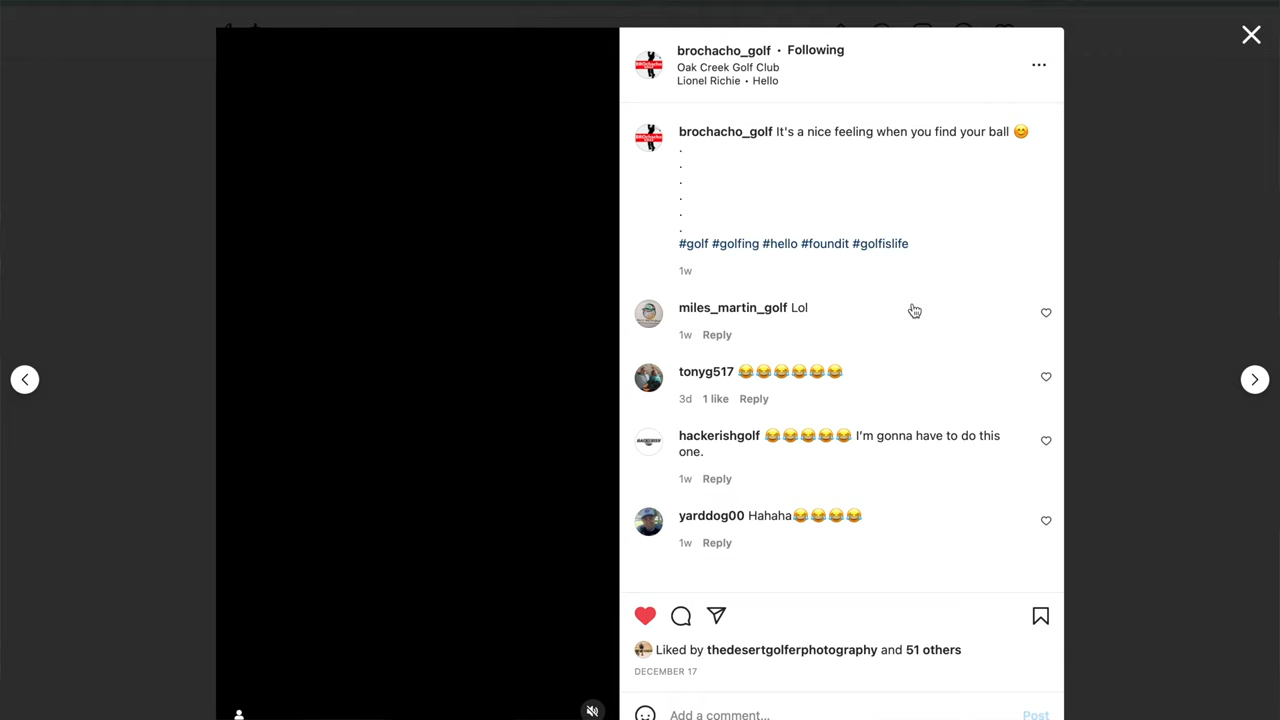 brochacho_golf • Following
Oak Creek Golf Club
Lionel Richie • Hello
brochacho_golf It's a nice feeling when you find your ball 😊
.
.
.
.
.
.
#golf #golfing #hello #foundit #golfislife
1w
miles_martin_golf Lol
1w Reply
tonyg517 😂😂😂😂😂😂
3d 1 like Reply
hackerishgolf 😂😂😂😂😂 I'm gonna have to do this
one.
1w Reply
yarddog00 Hahaha😂😂😂😂
1w Reply
Liked by thedesertgolferphotography and 51 others
DECEMBER 17
Add a comment...
Post